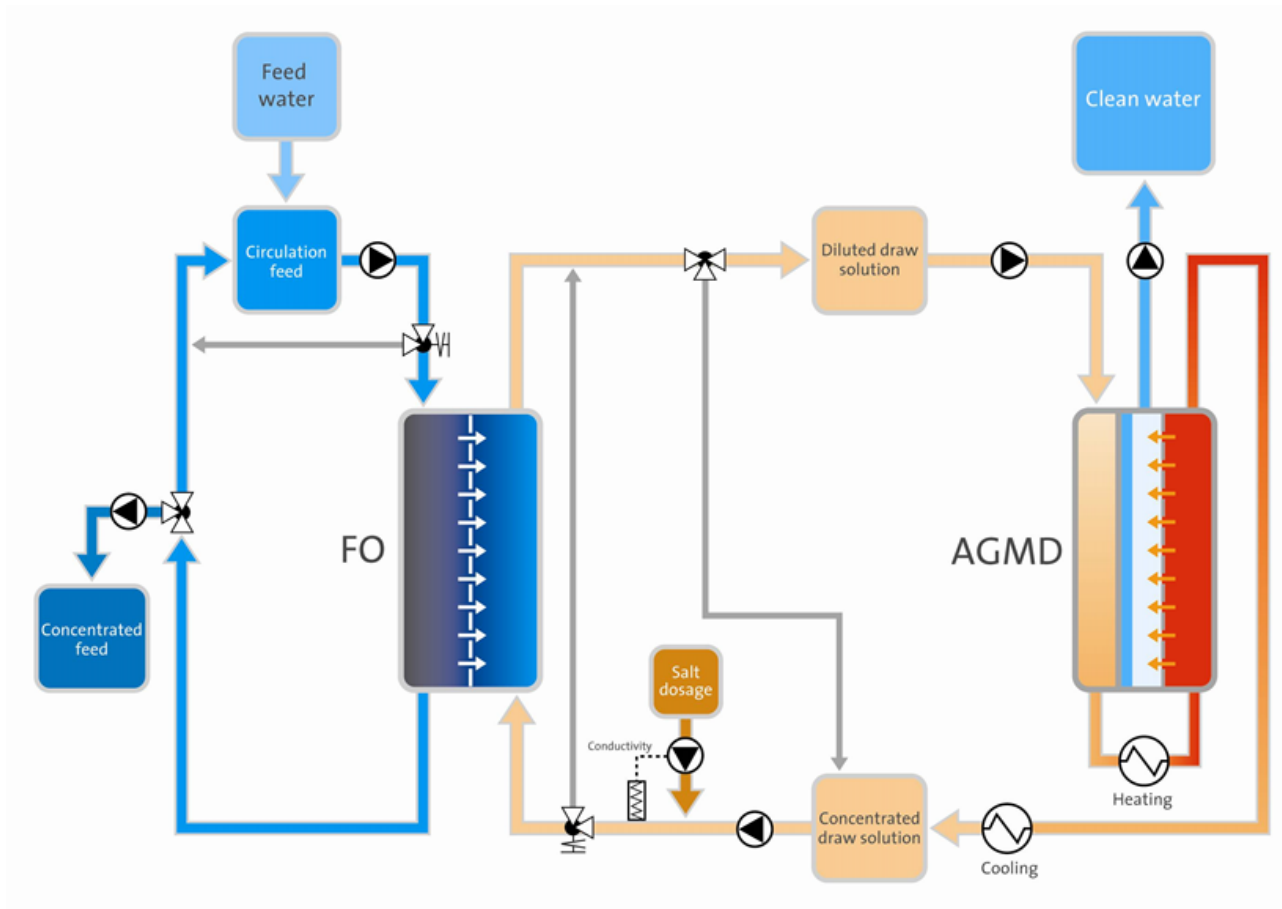 Feed
water
Clean water
Circulation
feed
Diluted draw
solution
FO
AGMD
Concentrated
feed
Salt
dosage
Conductivity
Heating
Concentrated
draw solution
Cooling